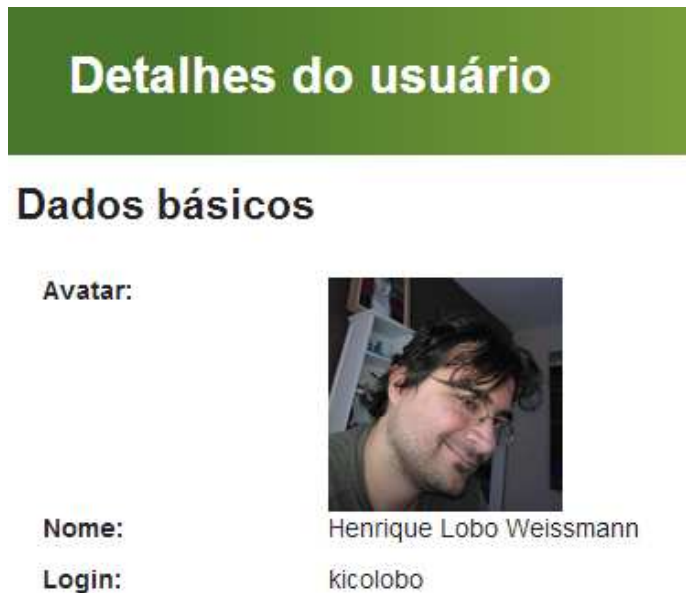 Detalhes do usuário
Dados básicos
Avatar:
Nome: Henrique Lobo Weissmann
Login: kicolobo